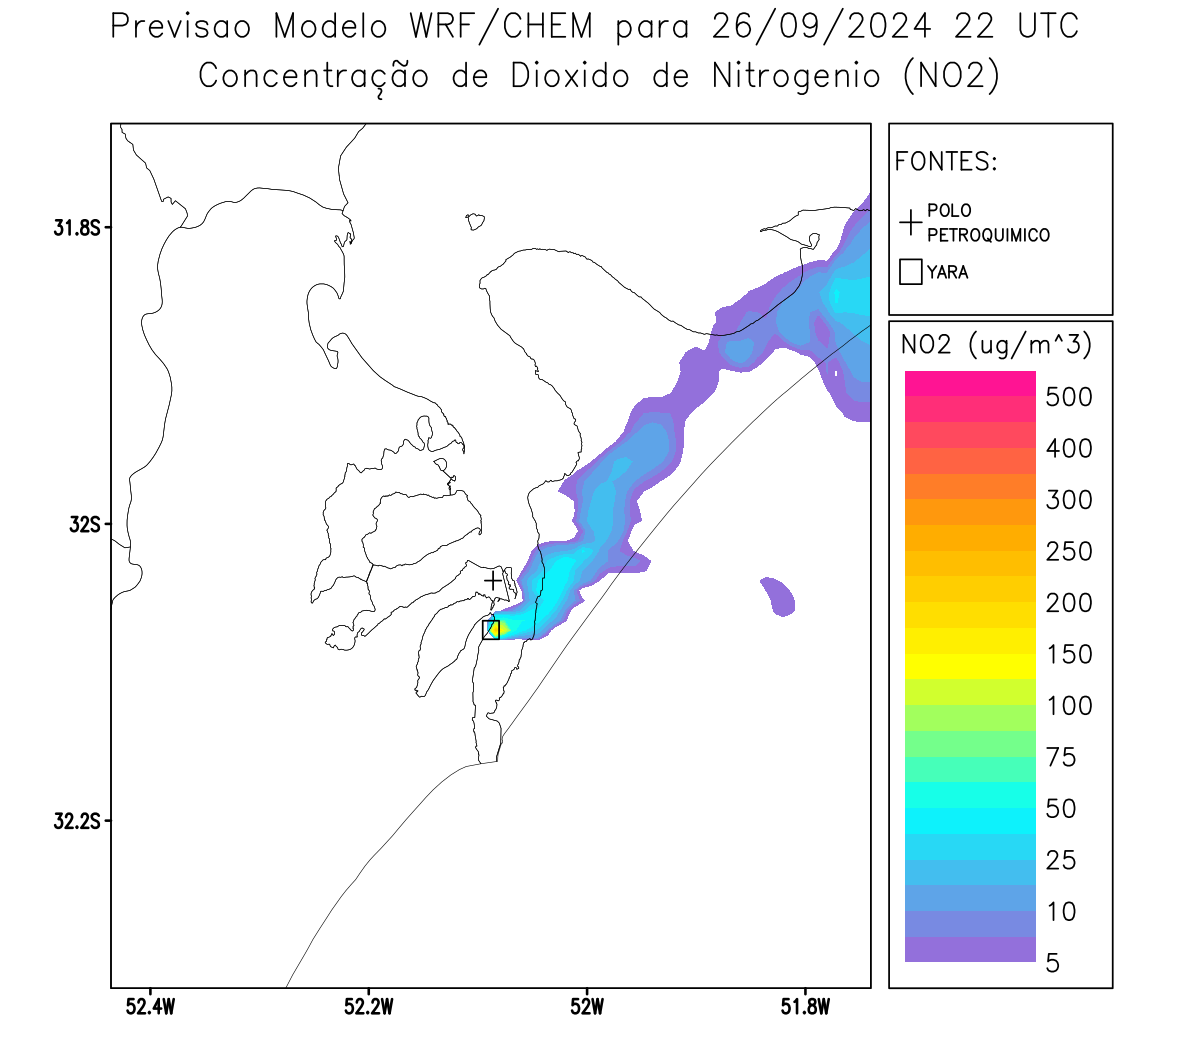 Previsao Modelo WRF/CHEM para 26/09/2024 22 UTC
Concentração de Dioxido de Nitrogenio (NO2)
FONTES:
POLO
PETROQUIMICO
YARA
NO2 (ug/m^3)
500
400
300
250
200
150
100
75
50
25
10
5
31.8S
32S
32.2S
52.4W
52.2W
52W
51.8W